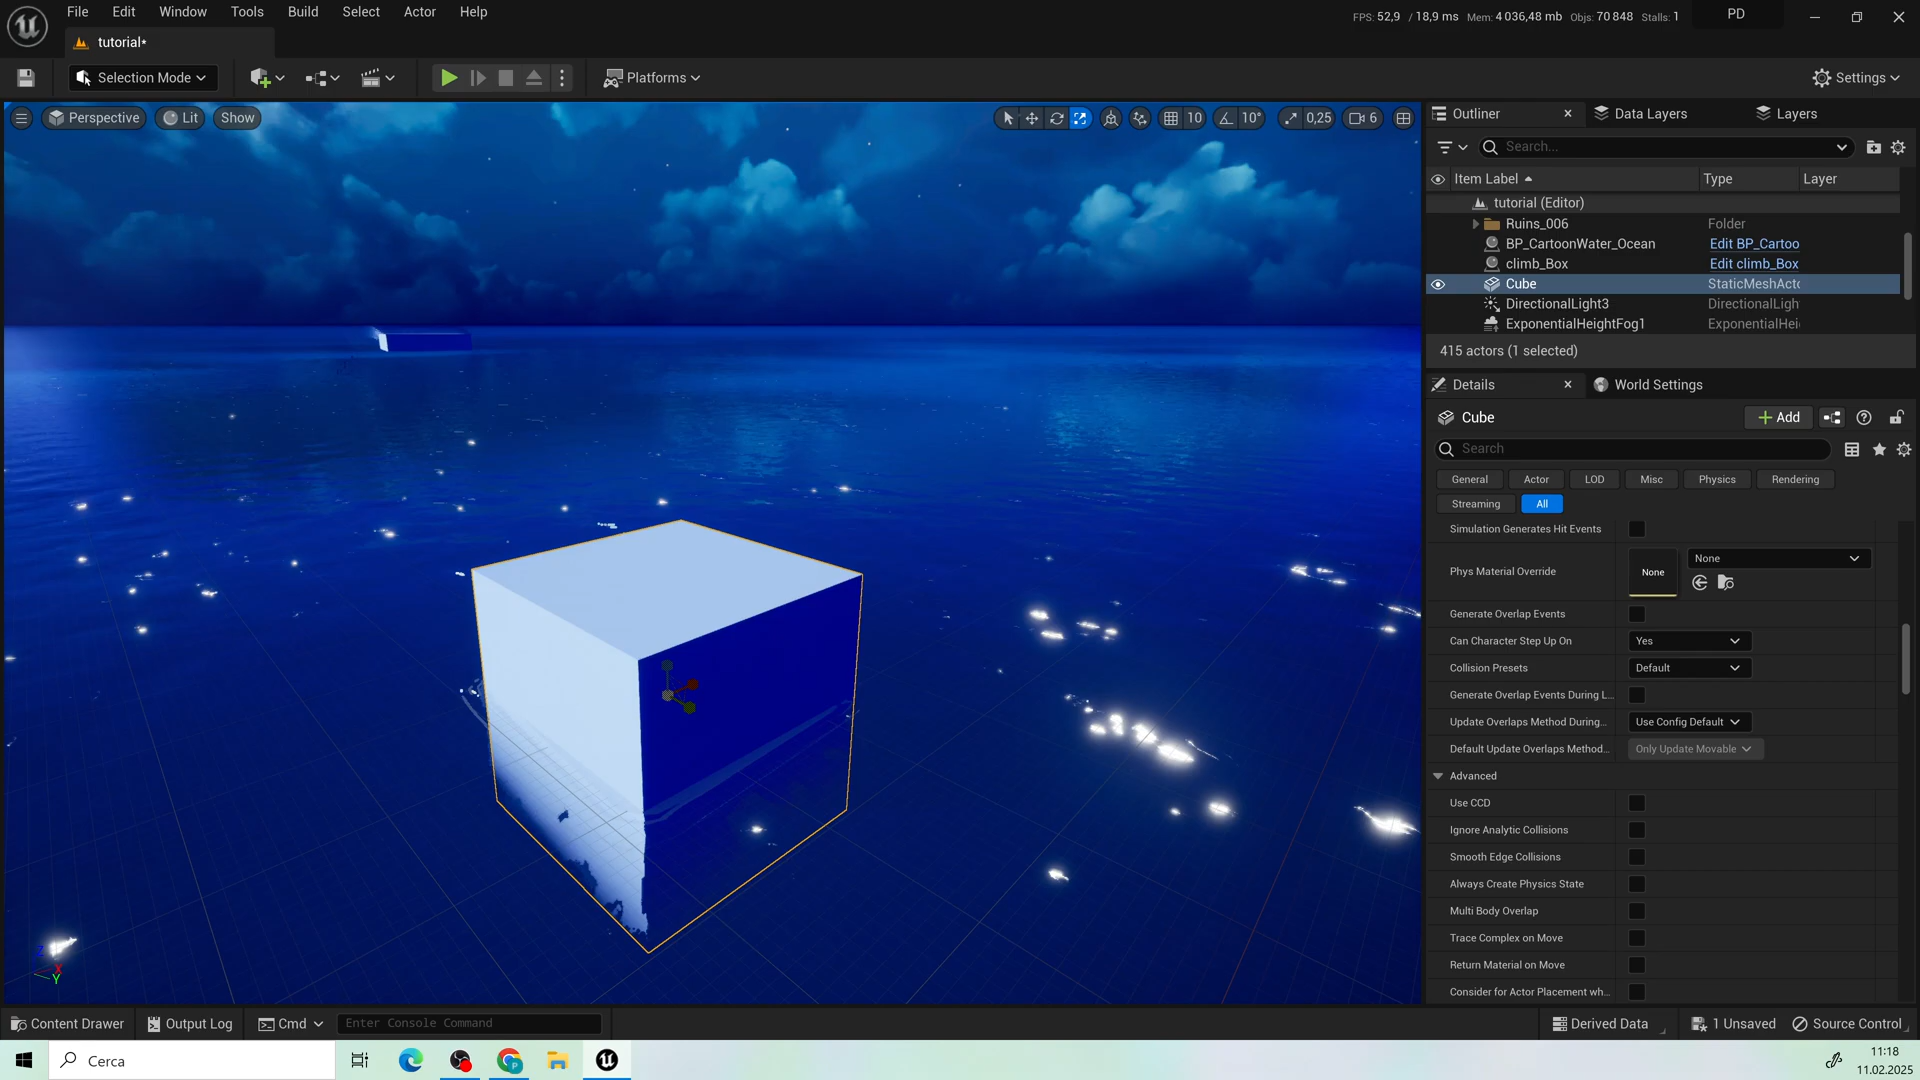 File Edit Window Tools Build Select Actor Help
FPS: 52,9 / 18,9 ms Mem: 4 036,48 mb Objs: 70 848 Stalls: 1 PD
tutorial*
Selection Mode Platforms Settings
Perspective Lit Show 10 10° 0,25 6
Outliner Data Layers Layers
Search...
Item Label Type Layer
tutorial (Editor)
Ruins_006 Folder
BP_CartoonWater_Ocean Edit BP_Cartoo
climb_Box Edit climb_Box
Cube StaticMeshActo
DirectionalLight3 DirectionalLigh
ExponentialHeightFog1 ExponentialHei
415 actors (1 selected)
Details World Settings
Cube Add
Search
General Actor LOD Misc Physics Rendering
Streaming All
Simulation Generates Hit Events
None
Phys Material Override None
Generate Overlap Events
Can Character Step Up On Yes
Collision Presets Default
Generate Overlap Events During L...
Update Overlaps Method During... Use Config Default
Default Update Overlaps Method... Only Update Movable
Advanced
Use CCD
Ignore Analytic Collisions
Smooth Edge Collisions
Always Create Physics State
Multi Body Overlap
Trace Complex on Move
Return Material on Move
Consider for Actor Placement wh...
Z
X
Y
Content Drawer Output Log Cmd Enter Console Command Derived Data 1 Unsaved Source Control
Cerca
11:18
11.02.2025